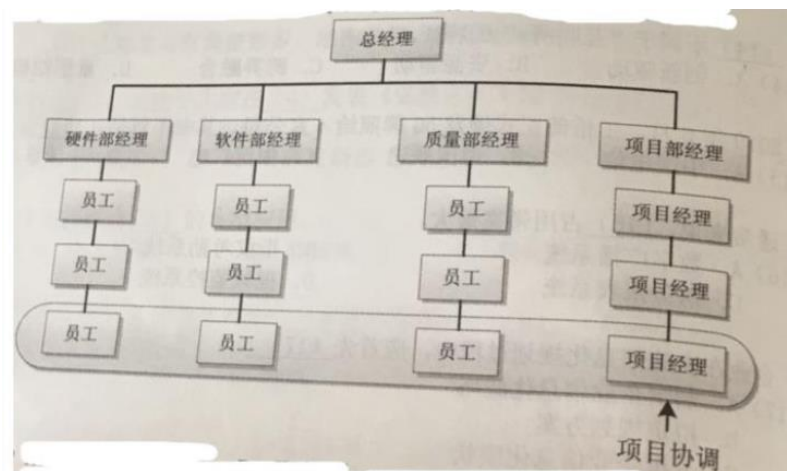 总经理
硬件部经理 软件部经理 质量部经理 项目部经理
员工 员工 员工 项目经理
员工 员工 员工 项目经理
员工 员工 员工 项目经理
项目协调